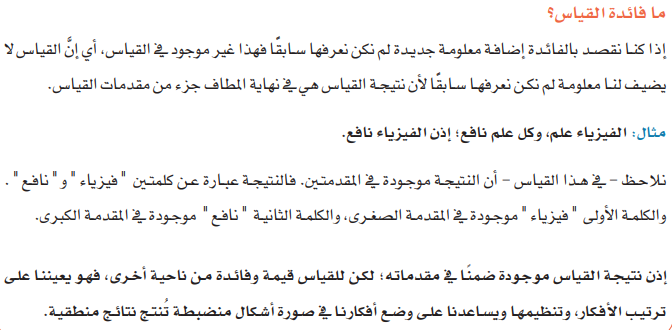 ما فائدة القياس؟
إذا كنا نقصد بالفائدة إضافة معلومة جديدة لم نكن نعرفها سابقًا فهذا غير موجود في القياس، أي إنَّ القياس لا
يضيف لنا معلومة لم نكن نعرفها سابقًا لأن نتيجة القياس هي في نهاية المطاف جزء من مقدمات القياس.
مثال: الفيزياء علم، وكل علم نافع؛ إذن الفيزياء نافع.
نلاحظ – في هذا القياس – أن النتيجة موجودة في المقدمتين. فالنتيجة عبارة عن كلمتين "فيزياء" و"نافع".
والكلمة الأولى "فيزياء" موجودة في المقدمة الصغرى، والكلمة الثانية "نافع" موجودة في المقدمة الكبرى.
إذن نتيجة القياس موجودة ضمنًا في مقدماته؛ لكن للقياس قيمة وفائدة من ناحية أخرى، فهو يعيننا على
ترتيب الأفكار، وتنظيمها ويساعدنا على وضع أفكارنا في صورة أشكال منضبطة تُنتج نتائج منطقية.